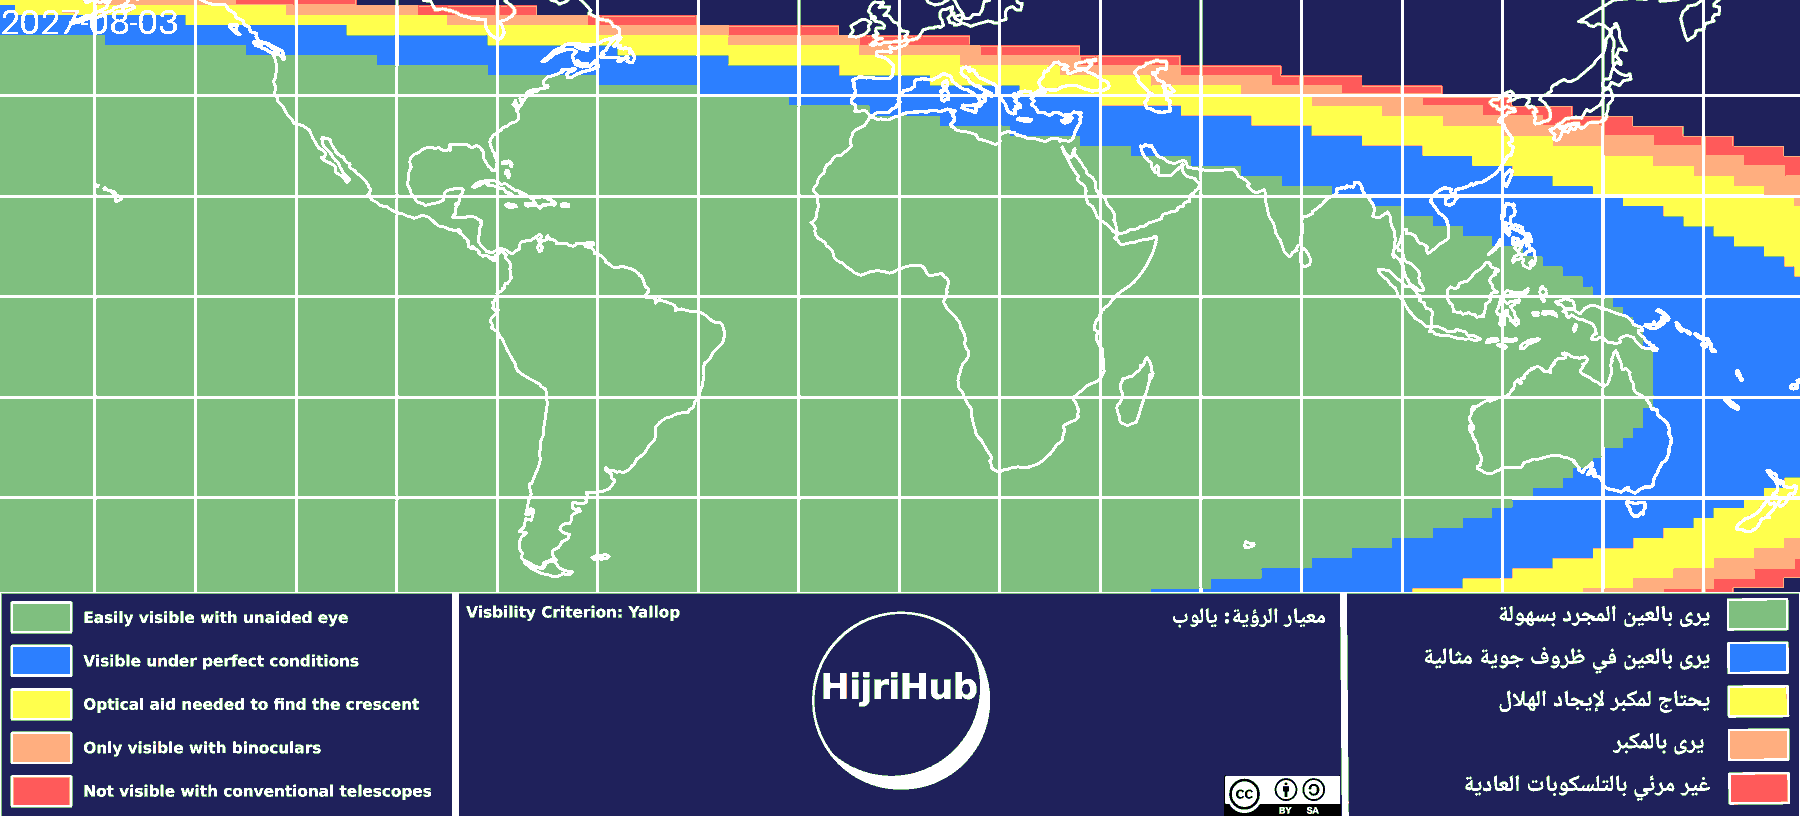 2027-08-03
Easily visible with unaided eye
Visible under perfect conditions
Optical aid needed to find the crescent
Only visible with binoculars
Not visible with conventional telescopes
Visbility Criterion: Yallop
معيار الرؤية: يالوب
HijriHub
cc
BY SA
يرى بالعين المجرد بسهولة
يرى بالعين في ظروف جوية مثالية
يحتاج لمكبر لإيجاد الهلال
يرى بالمكبر
غير مرئي بالتلسكوبات العادية